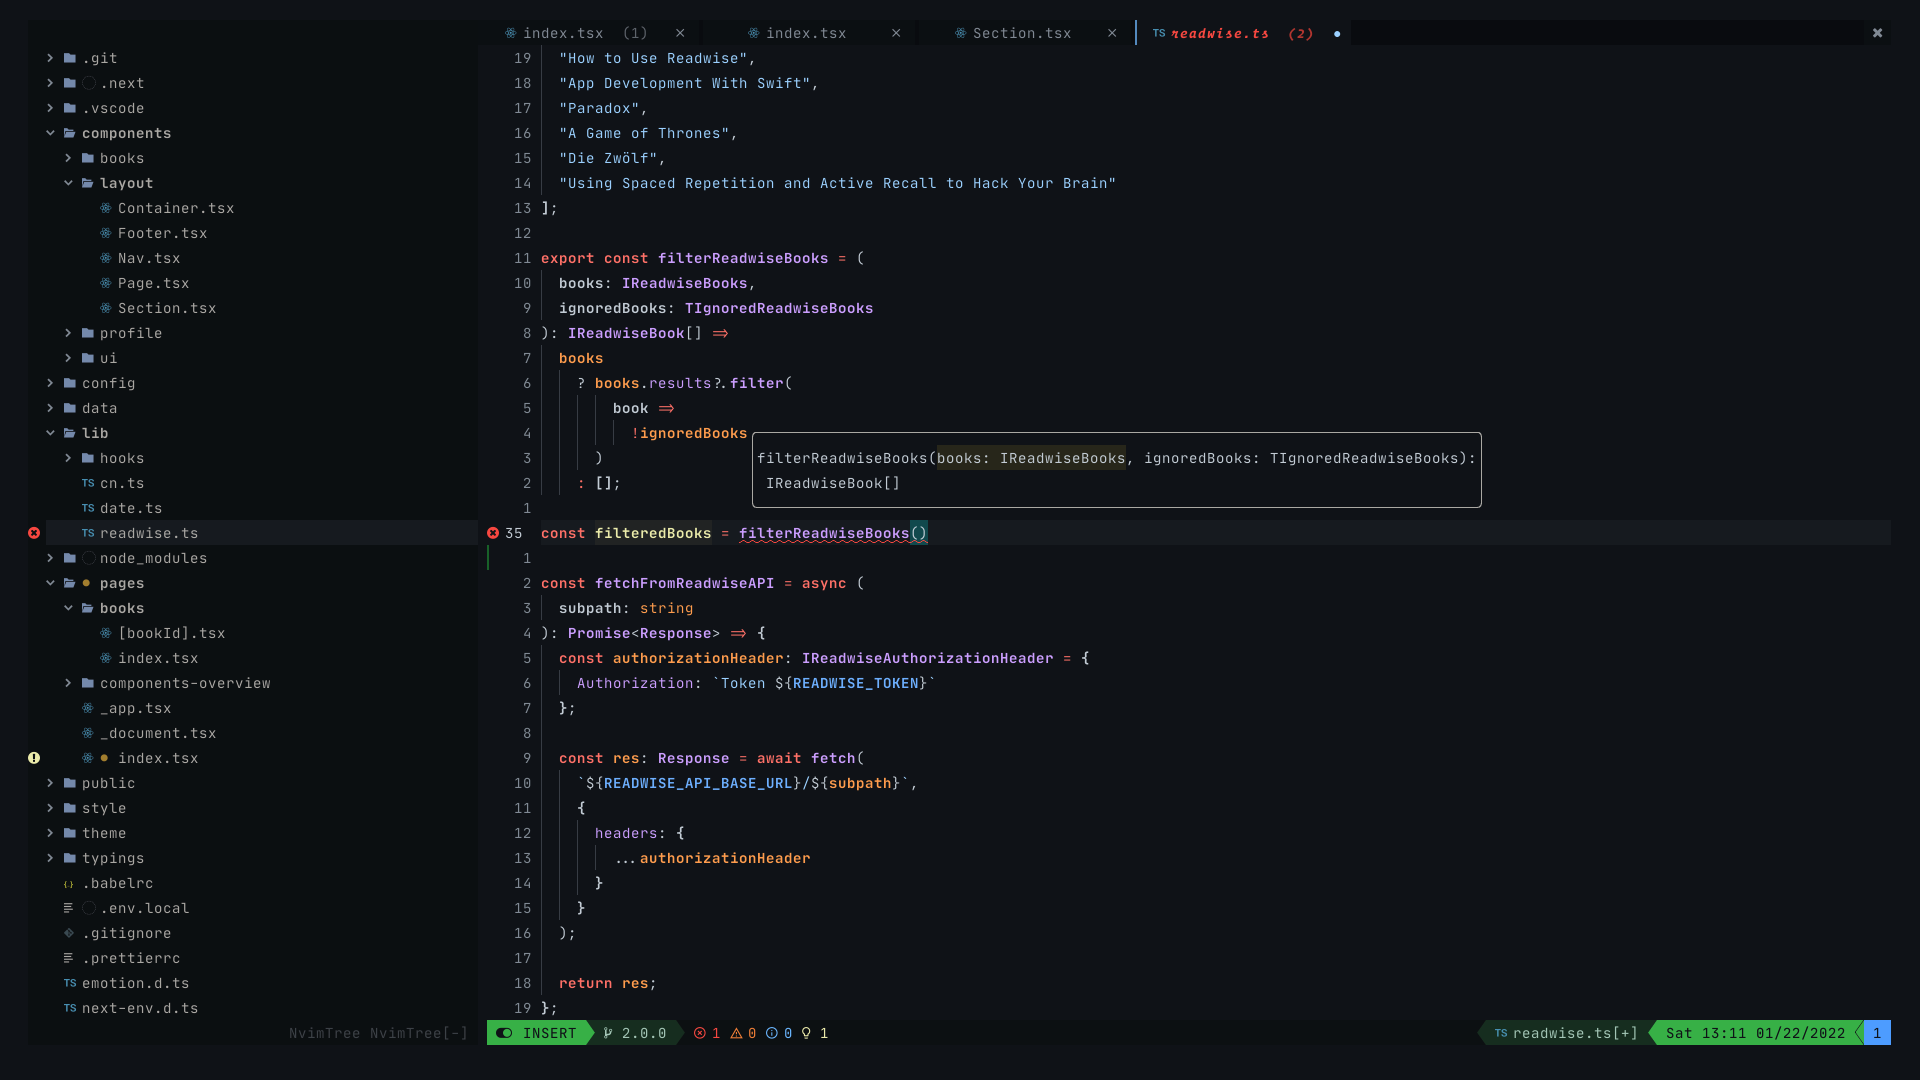 index.tsx (1) index.tsx Section.tsx TS readwise.ts (2)
.git
.next
.vscode
components
books
layout
Container.tsx
Footer.tsx
Nav.tsx
Page.tsx
Section.tsx
profile
ui
config
data
lib
hooks
TS cn.ts
TS date.ts
TS readwise.ts
node_modules
pages
books
[bookId].tsx
index.tsx
components-overview
_app.tsx
_document.tsx
index.tsx
public
style
theme
typings
.babelrc
.env.local
.gitignore
.prettierrc
TS emotion.d.ts
TS next-env.d.ts
NvimTree NvimTree[-]
19 "How to Use Readwise",
18 "App Development With Swift",
17 "Paradox",
16 "A Game of Thrones",
15 "Die Zwölf",
14 "Using Spaced Repetition and Active Recall to Hack Your Brain"
13 ];
12
11 export const filterReadwiseBooks = (
10 books: IReadwiseBooks,
9 ignoredBooks: TIgnoredReadwiseBooks
8 ): IReadwiseBook[] =>
7 books
6 ? books.results?.filter(
5 book =>
4 !ignoredBooks
3 )
2 : [];
1
filterReadwiseBooks(books: IReadwiseBooks, ignoredBooks: TIgnoredReadwiseBooks):
IReadwiseBook[]
35 const filteredBooks = filterReadwiseBooks()
1
2 const fetchFromReadwiseAPI = async (
3 subpath: string
4 ): Promise<Response> => {
5 const authorizationHeader: IReadwiseAuthorizationHeader = {
6 Authorization: `Token ${READWISE_TOKEN}`
7 };
8
9 const res: Response = await fetch(
10 `${READWISE_API_BASE_URL}/${subpath}`,
11 {
12 headers: {
13 ...authorizationHeader
14 }
15 }
16 );
17
18 return res;
19 };
INSERT 2.0.0 1 0 0 1 TS readwise.ts[+] Sat 13:11 01/22/2022 1